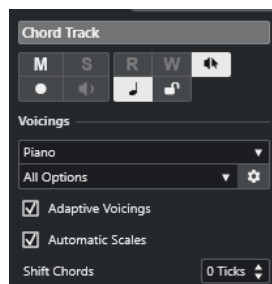 Chord Track
M S R W
Voicings
Piano
All Options
Adaptive Voicings
Automatic Scales
Shift Chords 0 Ticks